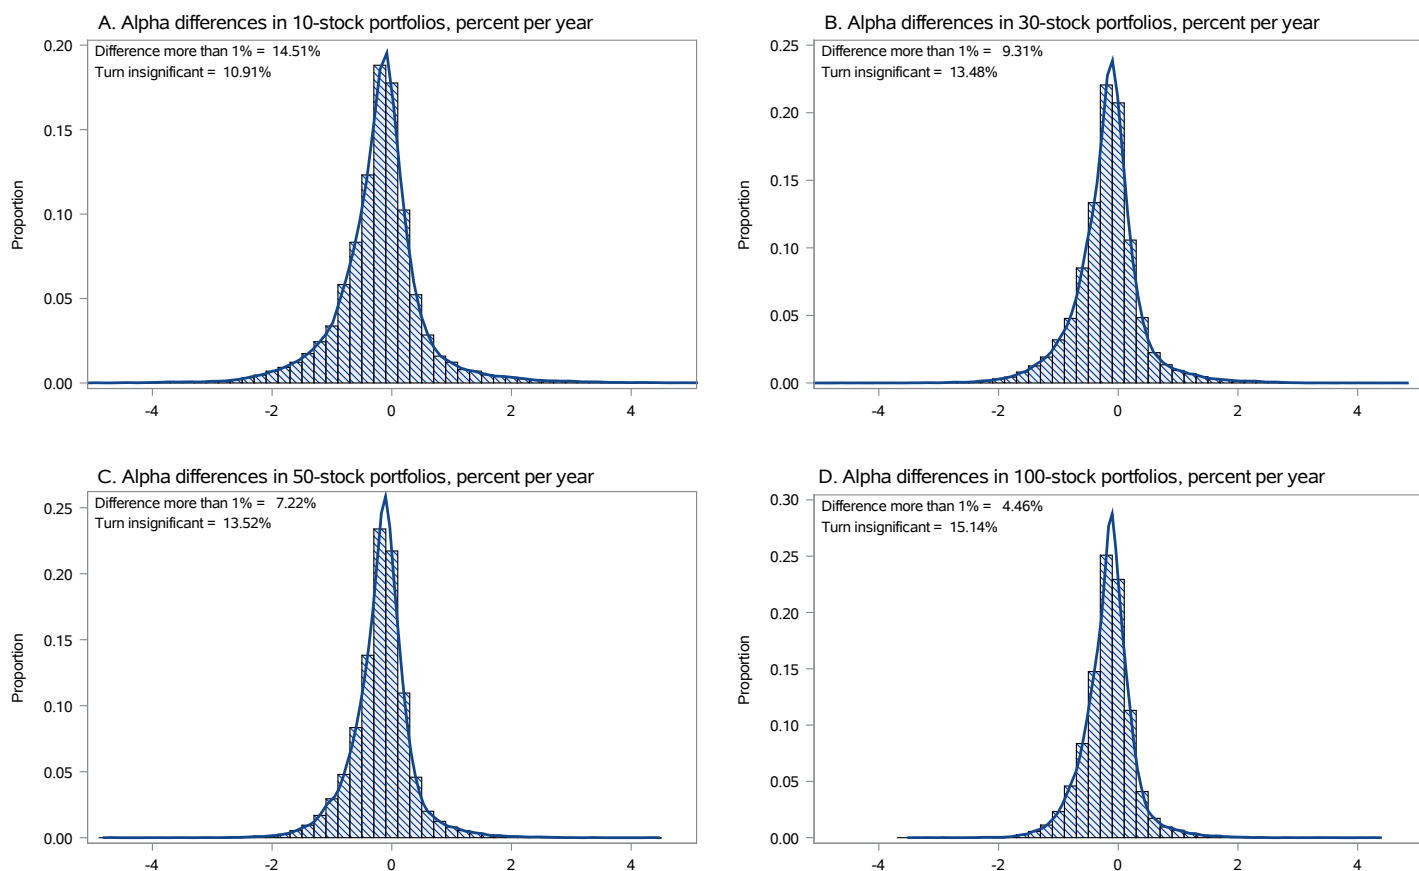 A. Alpha differences in 10-stock portfolios, percent per year
Difference more than 1% = 14.51%
Turn insignificant = 10.91%
Proportion
0.20
0.15
0.10
0.05
0.00
-4 -2 0 2 4
B. Alpha differences in 30-stock portfolios, percent per year
Difference more than 1% = 9.31%
Turn insignificant = 13.48%
Proportion
0.25
0.20
0.15
0.10
0.05
0.00
-4 -2 0 2 4
C. Alpha differences in 50-stock portfolios, percent per year
Difference more than 1% = 7.22%
Turn insignificant = 13.52%
Proportion
0.25
0.20
0.15
0.10
0.05
0.00
-4 -2 0 2 4
D. Alpha differences in 100-stock portfolios, percent per year
Difference more than 1% = 4.46%
Turn insignificant = 15.14%
Proportion
0.30
0.25
0.20
0.15
0.10
0.05
0.00
-4 -2 0 2 4